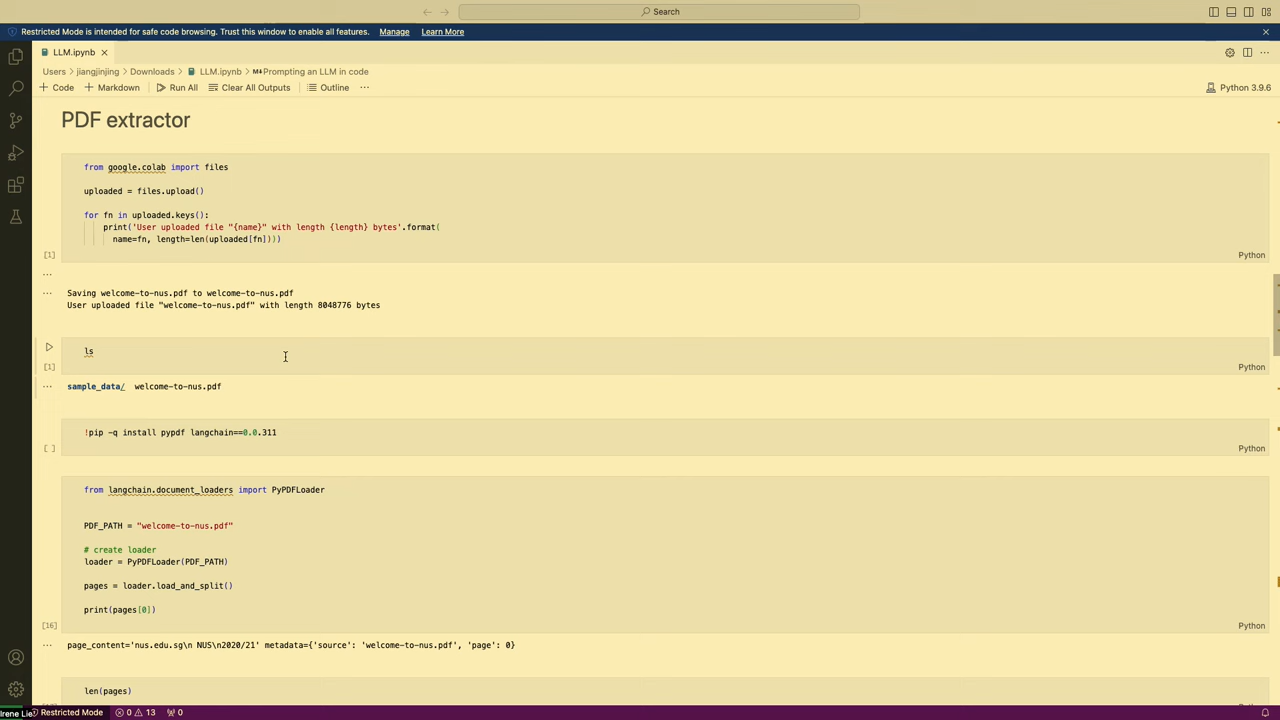 Search
Restricted Mode is intended for safe code browsing. Trust this window to enable all features. Manage Learn More
LLM.ipynb
Users > jiangjinjing > Downloads > LLM.ipynb > Prompting an LLM in code
+ Code + Markdown Run All Clear All Outputs Outline ... Python 3.9.6
PDF extractor
from google.colab import files
uploaded = files.upload()
for fn in uploaded.keys():
print('User uploaded file "{name}" with length {length} bytes'.format(
name=fn, length=len(uploaded[fn])))
[1] Python
...
... Saving welcome-to-nus.pdf to welcome-to-nus.pdf
User uploaded file "welcome-to-nus.pdf" with length 8048776 bytes
ls
[1] Python
... sample_data/ welcome-to-nus.pdf
!pip -q install pypdf langchain==0.0.311
[ ] Python
from langchain.document_loaders import PyPDFLoader
PDF_PATH = "welcome-to-nus.pdf"
# create loader
loader = PyPDFLoader(PDF_PATH)
pages = loader.load_and_split()
print(pages[0])
[16] Python
... page_content='nus.edu.sg\n NUS\n2020/21' metadata={'source': 'welcome-to-nus.pdf', 'page': 0}
len(pages)
Irene Lie Restricted Mode 0 13 0